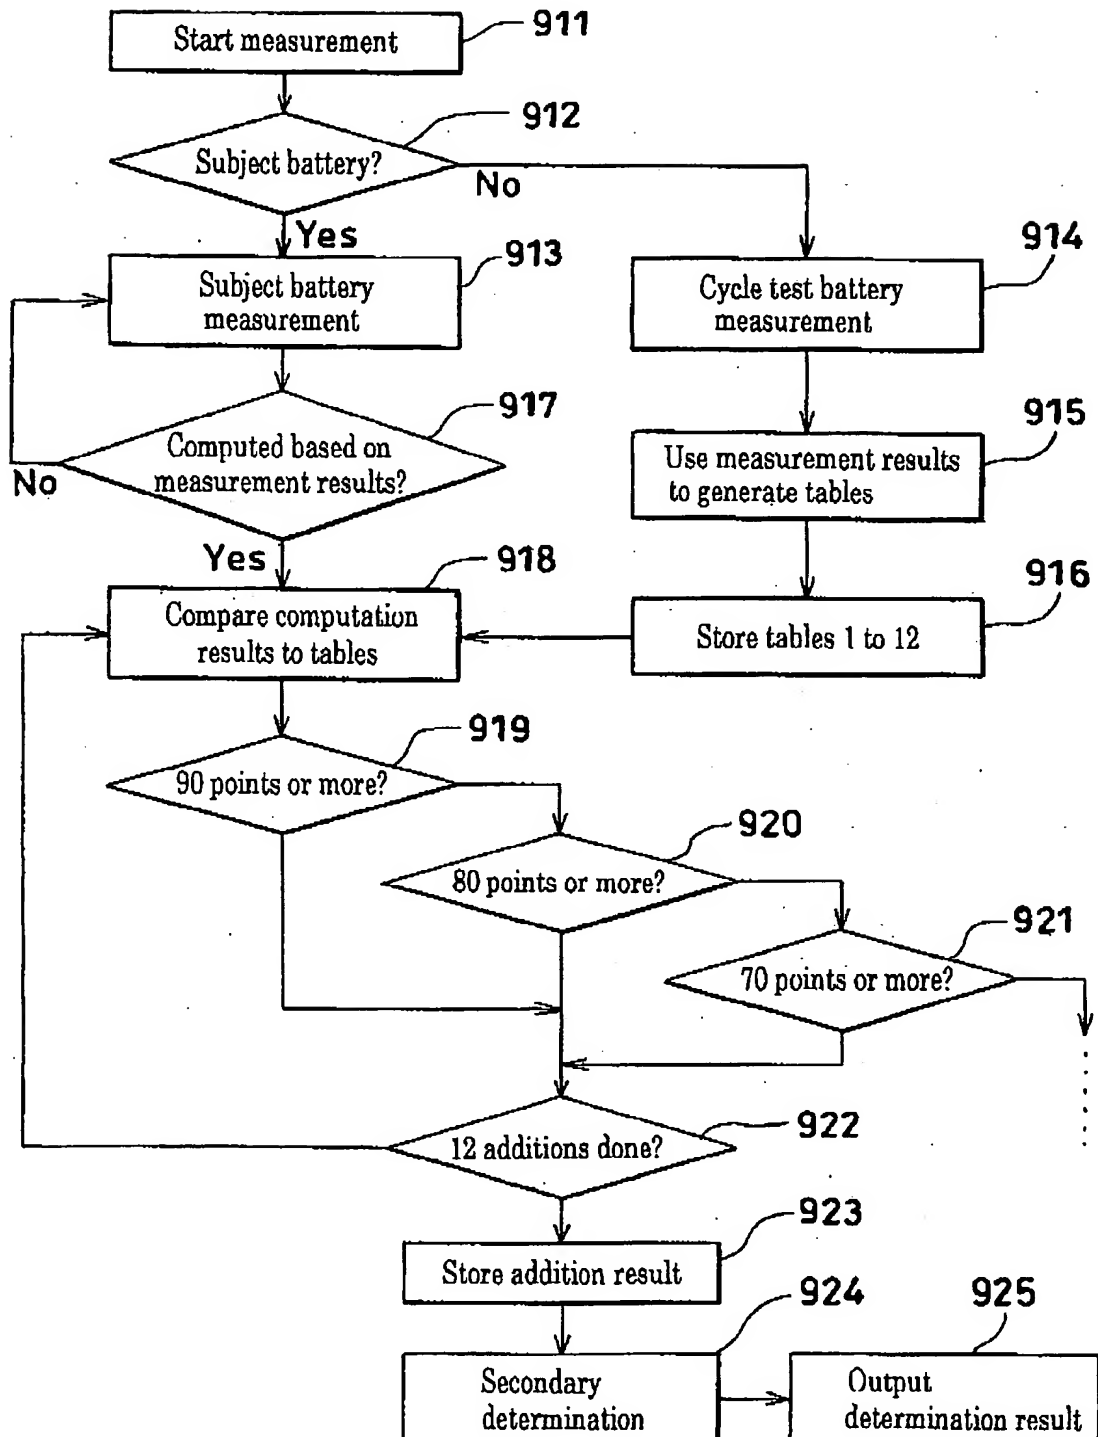 Start measurement
911
Subject battery?
912
No
Yes
Subject battery
measurement
913
Cycle test battery
measurement
914
Computed based on
measurement results?
917
No
Yes
Use measurement results
to generate tables
915
Compare computation
results to tables
918
Store tables 1 to 12
916
90 points or more?
919
80 points or more?
920
70 points or more?
921
12 additions done?
922
Store addition result
923
Secondary
determination
924
Output
determination result
925